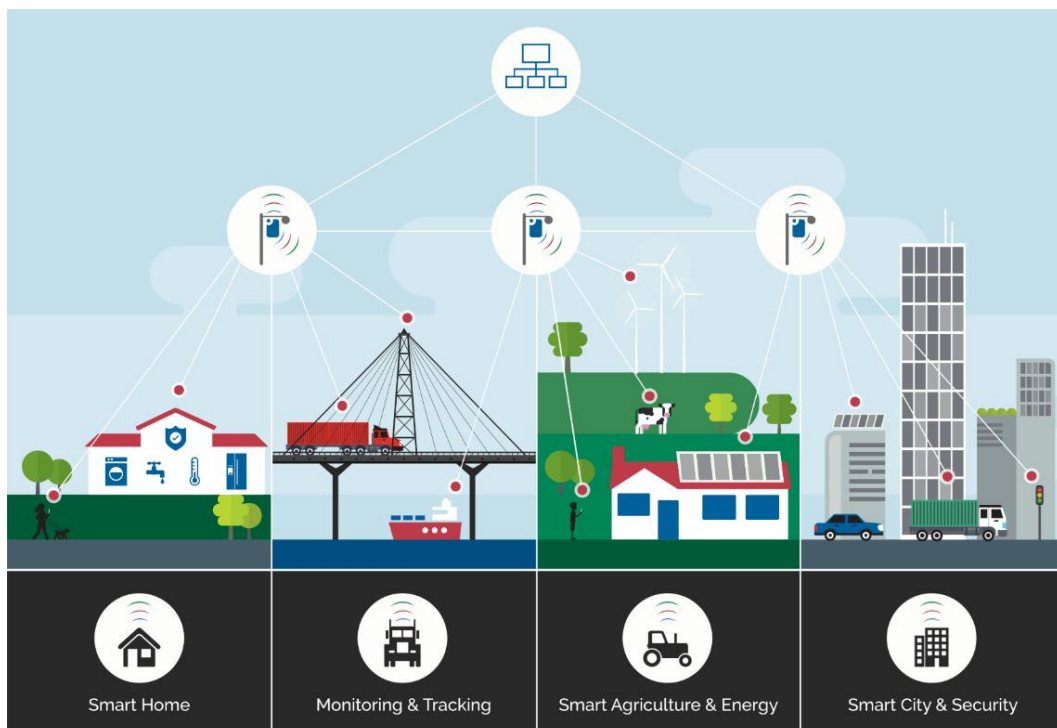 Smart Home
Monitoring & Tracking
Smart Agriculture & Energy
Smart City & Security